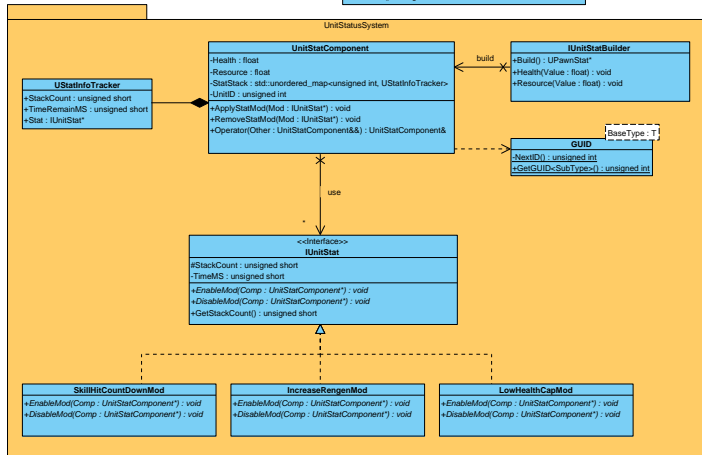 UnitStatusSystem
UnitStatComponent
-Health : float
-Resource : float
-StatStack : std::unordered_map<unsigned int, UStatInfoTracker>
-UnitID : unsigned int
+ApplyStatMod(Mod : IUnitStat*) : void
+RemoveStatMod(Mod : IUnitStat*) : void
+Operator(Other : UnitStatComponent&&) : UnitStatComponent&
build
IUnitStatBuilder
+Build() : UPawnStat*
+Health(Value : float) : void
+Resource(Value : float) : void
UStatInfoTracker
+StackCount : unsigned short
+TimeRemainMS : unsigned short
+Stat : IUnitStat*
BaseType : T
GUID
-NextID() : unsigned int
+GetGUID<SubType>() : unsigned int
use
*
<<Interface>>
IUnitStat
#StackCount : unsigned short
-TimeMS : unsigned short
+EnableMod(Comp : UnitStatComponent*) : void
+DisableMod(Comp : UnitStatComponent*) : void
+GetStackCount() : unsigned short
SkillHitCountDownMod
+EnableMod(Comp : UnitStatComponent*) : void
+DisableMod(Comp : UnitStatComponent*) : void
IncreaseRengenMod
+EnableMod(Comp : UnitStatComponent*) : void
+DisableMod(Comp : UnitStatComponent*) : void
LowHealthCapMod
+EnableMod(Comp : UnitStatComponent*) : void
+DisableMod(Comp : UnitStatComponent*) : void